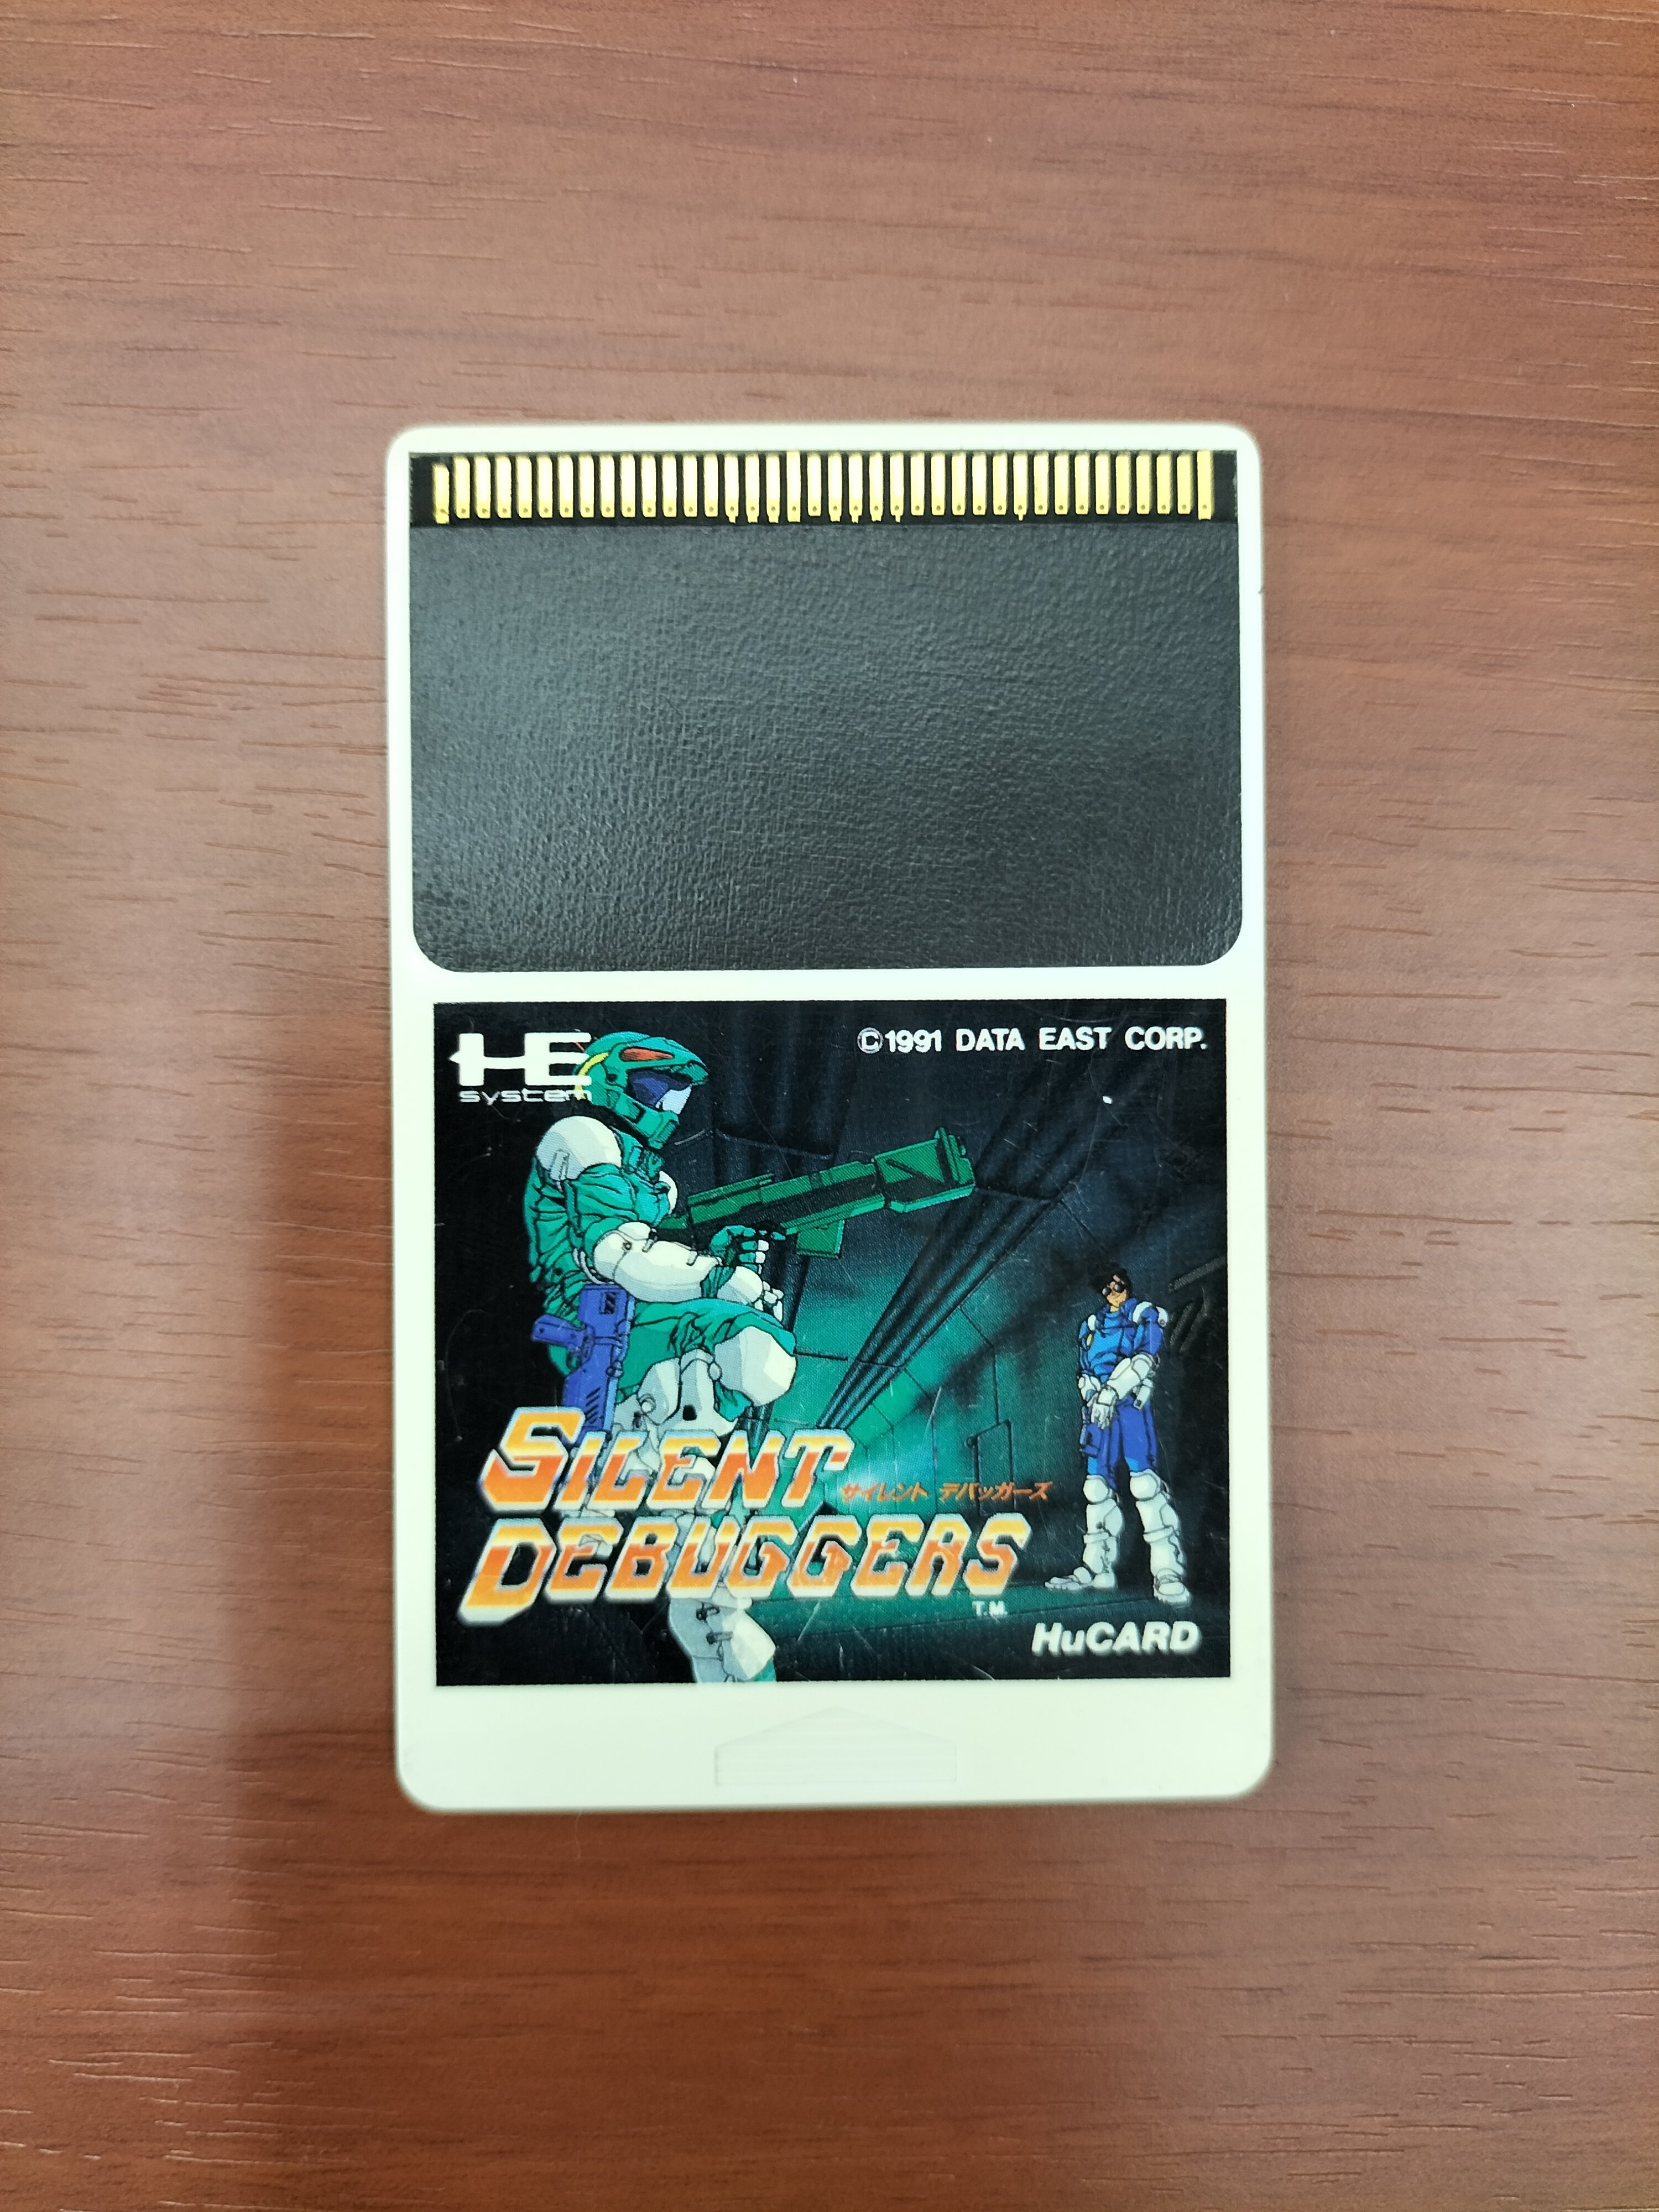 HE
system
©1991 DATA EAST CORP.
SILENT
サイレント デバッガーズ
DEBUGGERS
T.M.
HuCARD